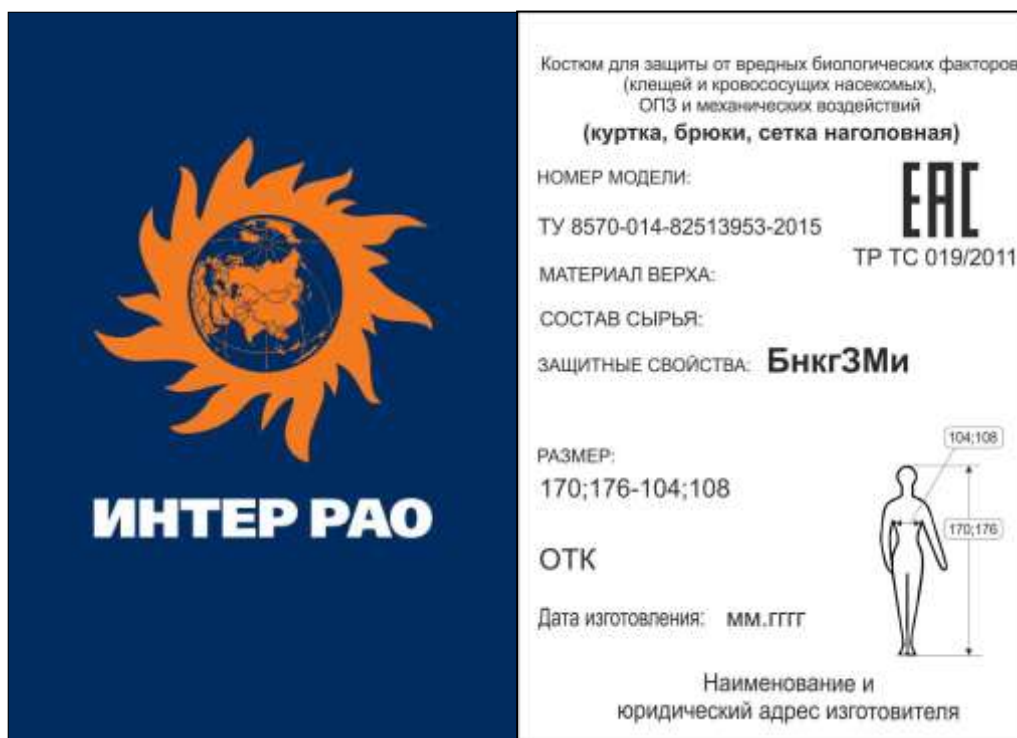 ИНТЕР РАО
Костюм для защиты от вредных биологических факторов
(клещей и кровососущих насекомых),
ОПЗ и механических воздействий
(куртка, брюки, сетка наголовная)
НОМЕР МОДЕЛИ:
ТУ 8570-014-82513953-2015
EAC
ТР ТС 019/2011
МАТЕРИАЛ ВЕРХА:
СОСТАВ СЫРЬЯ:
ЗАЩИТНЫЕ СВОЙСТВА: БнкгЗМи
РАЗМЕР:
170;176-104;108
104;108
170;176
ОТК
Дата изготовления: мм.гггг
Наименование и
юридический адрес изготовителя